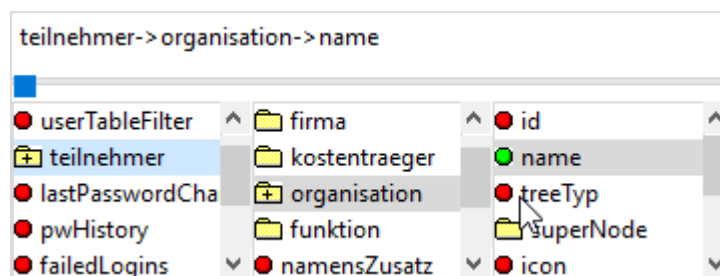 teilnehmer->organisation->name
userTableFilter
teilnehmer
lastPasswordCha
pwHistory
failedLogins
firma
kostentraeger
organisation
funktion
namensZusatz
id
name
treeTyp
superNode
icon